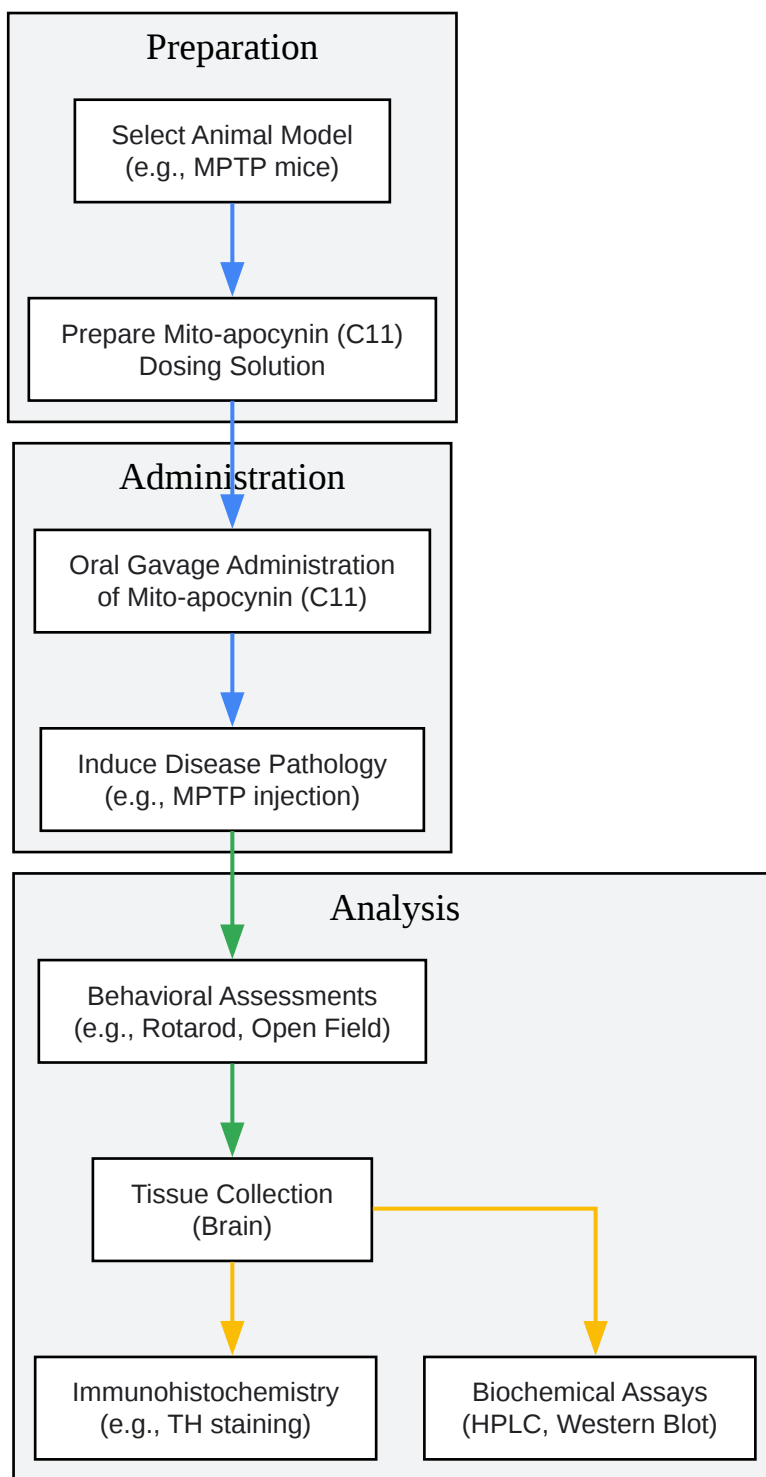 Preparation
Select Animal Model
(e.g., MPTP mice)
Prepare Mito-apocynin (C11)
Dosing Solution
Administration
Oral Gavage Administration
of Mito-apocynin (C11)
Induce Disease Pathology
(e.g., MPTP injection)
Analysis
Behavioral Assessments
(e.g., Rotarod, Open Field)
Tissue Collection
(Brain)
Immunohistochemistry
(e.g., TH staining)
Biochemical Assays
(HPLC, Western Blot)